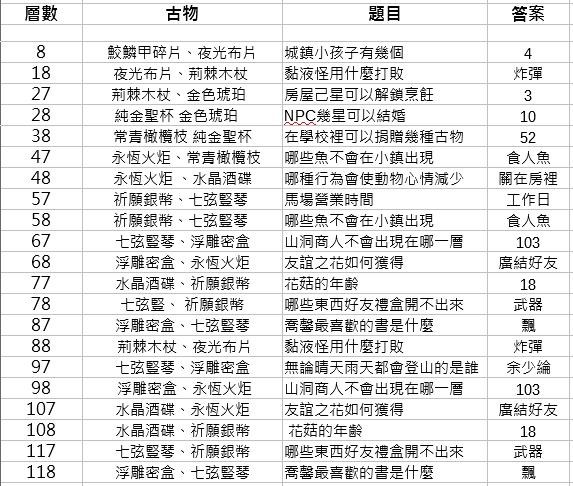 層數 古物 題目 答案
8 鮫鱗甲碎片、夜光布片 城鎮小孩子有幾個 4
18 夜光布片、荊棘木杖 黏液怪用什麼打敗 炸彈
27 荊棘木杖、金色琥珀 房屋己星可以解鎖烹飪 3
28 純金聖杯 金色琥珀 NPC幾星可以結婚 10
38 常青橄欖枝 純金聖杯 在學校裡可以捐贈幾種古物 52
47 永恆火炬、常青橄欖枝 哪些魚不會在小鎮出現 食人魚
48 永恆火炬 、水晶酒碟 哪種行為會使動物心情減少 關在房裡
57 祈願銀幣、七弦豎琴 馬場營業時間 工作日
58 祈願銀幣、七弦豎琴 哪些魚不會在小鎮出現 食人魚
67 七弦豎琴、浮雕密盒 山洞商人不會出現在哪一層 103
68 浮雕密盒、永恆火炬 友誼之花如何獲得 廣結好友
77 水晶酒碟、祈願銀幣 花菇的年齡 18
78 七弦豎、 祈願銀幣 哪些東西好友禮盒開不出來 武器
87 浮雕密盒、七弦豎琴 喬馨最喜歡的書是什麼 飄
88 荊棘木杖、夜光布片 黏液怪用什麼打敗 炸彈
97 七弦豎琴、浮雕密盒 無論晴天雨天都會登山的是誰 余少綸
98 浮雕密盒、永恆火炬 山洞商人不會出現在哪一層 103
107 水晶酒碟、祈願銀幣 友誼之花如何獲得 廣結好友
108 水晶酒碟、祈願銀幣 花菇的年齡 18
117 七弦豎琴、祈願銀幣 哪些東西好友禮盒開不出來 武器
118 浮雕密盒、七弦豎琴 喬馨最喜歡的書是什麼 飄